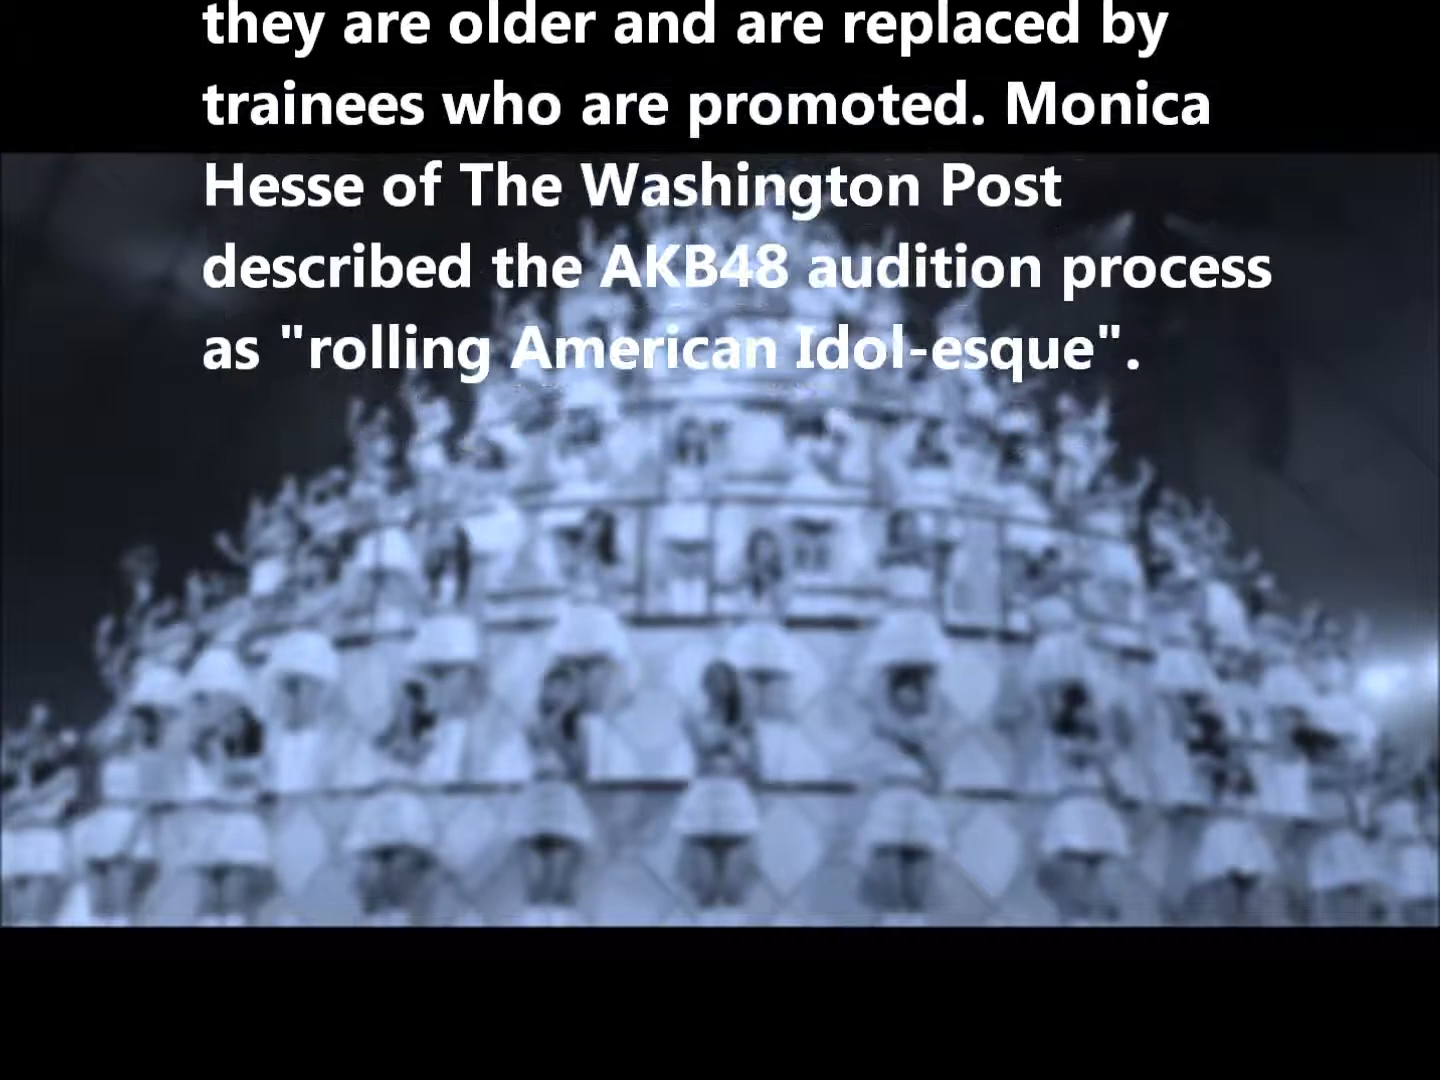 they are older and are replaced by
trainees who are promoted. Monica
Hesse of The Washington Post
described the AKB48 audition process
as "rolling American Idol-esque".